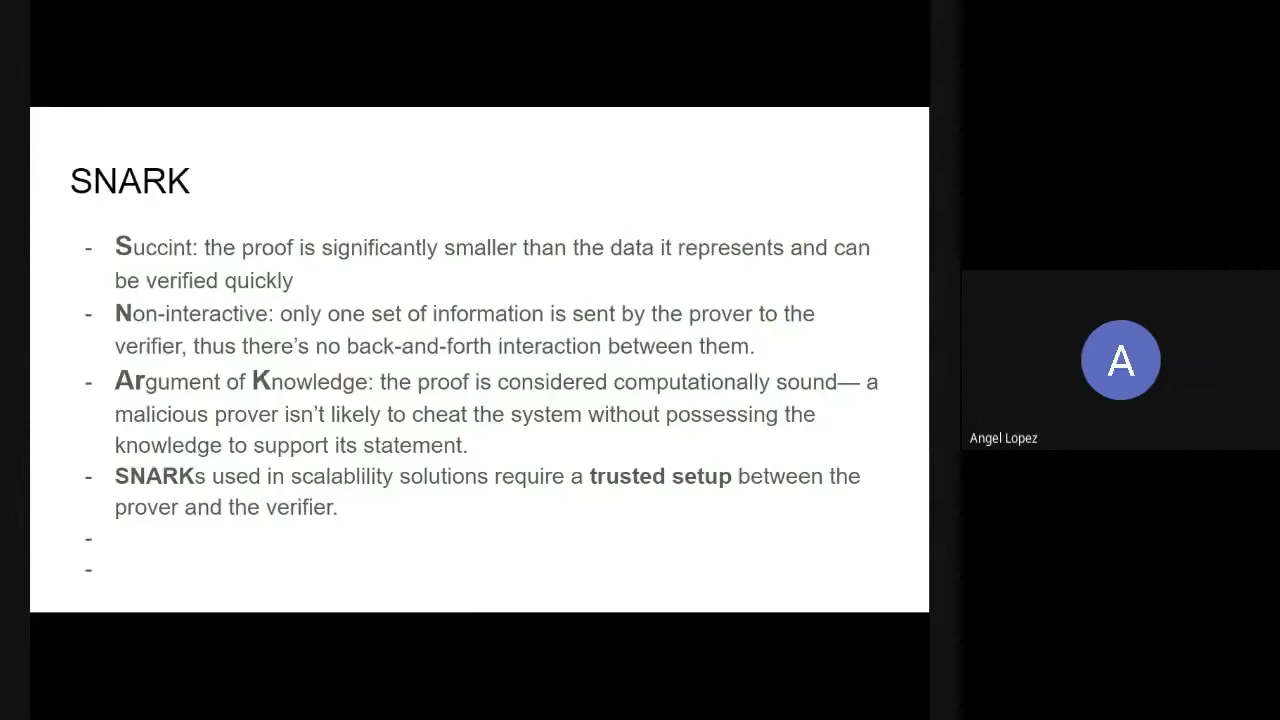 SNARK
- Succint: the proof is significantly smaller than the data it represents and can
be verified quickly
- Non-interactive: only one set of information is sent by the prover to the
verifier, thus there’s no back-and-forth interaction between them.
- Argument of Knowledge: the proof is considered computationally sound— a
malicious prover isn’t likely to cheat the system without possessing the
knowledge to support its statement.
- SNARKs used in scalablility solutions require a trusted setup between the
prover and the verifier.
-
-
A
Angel Lopez